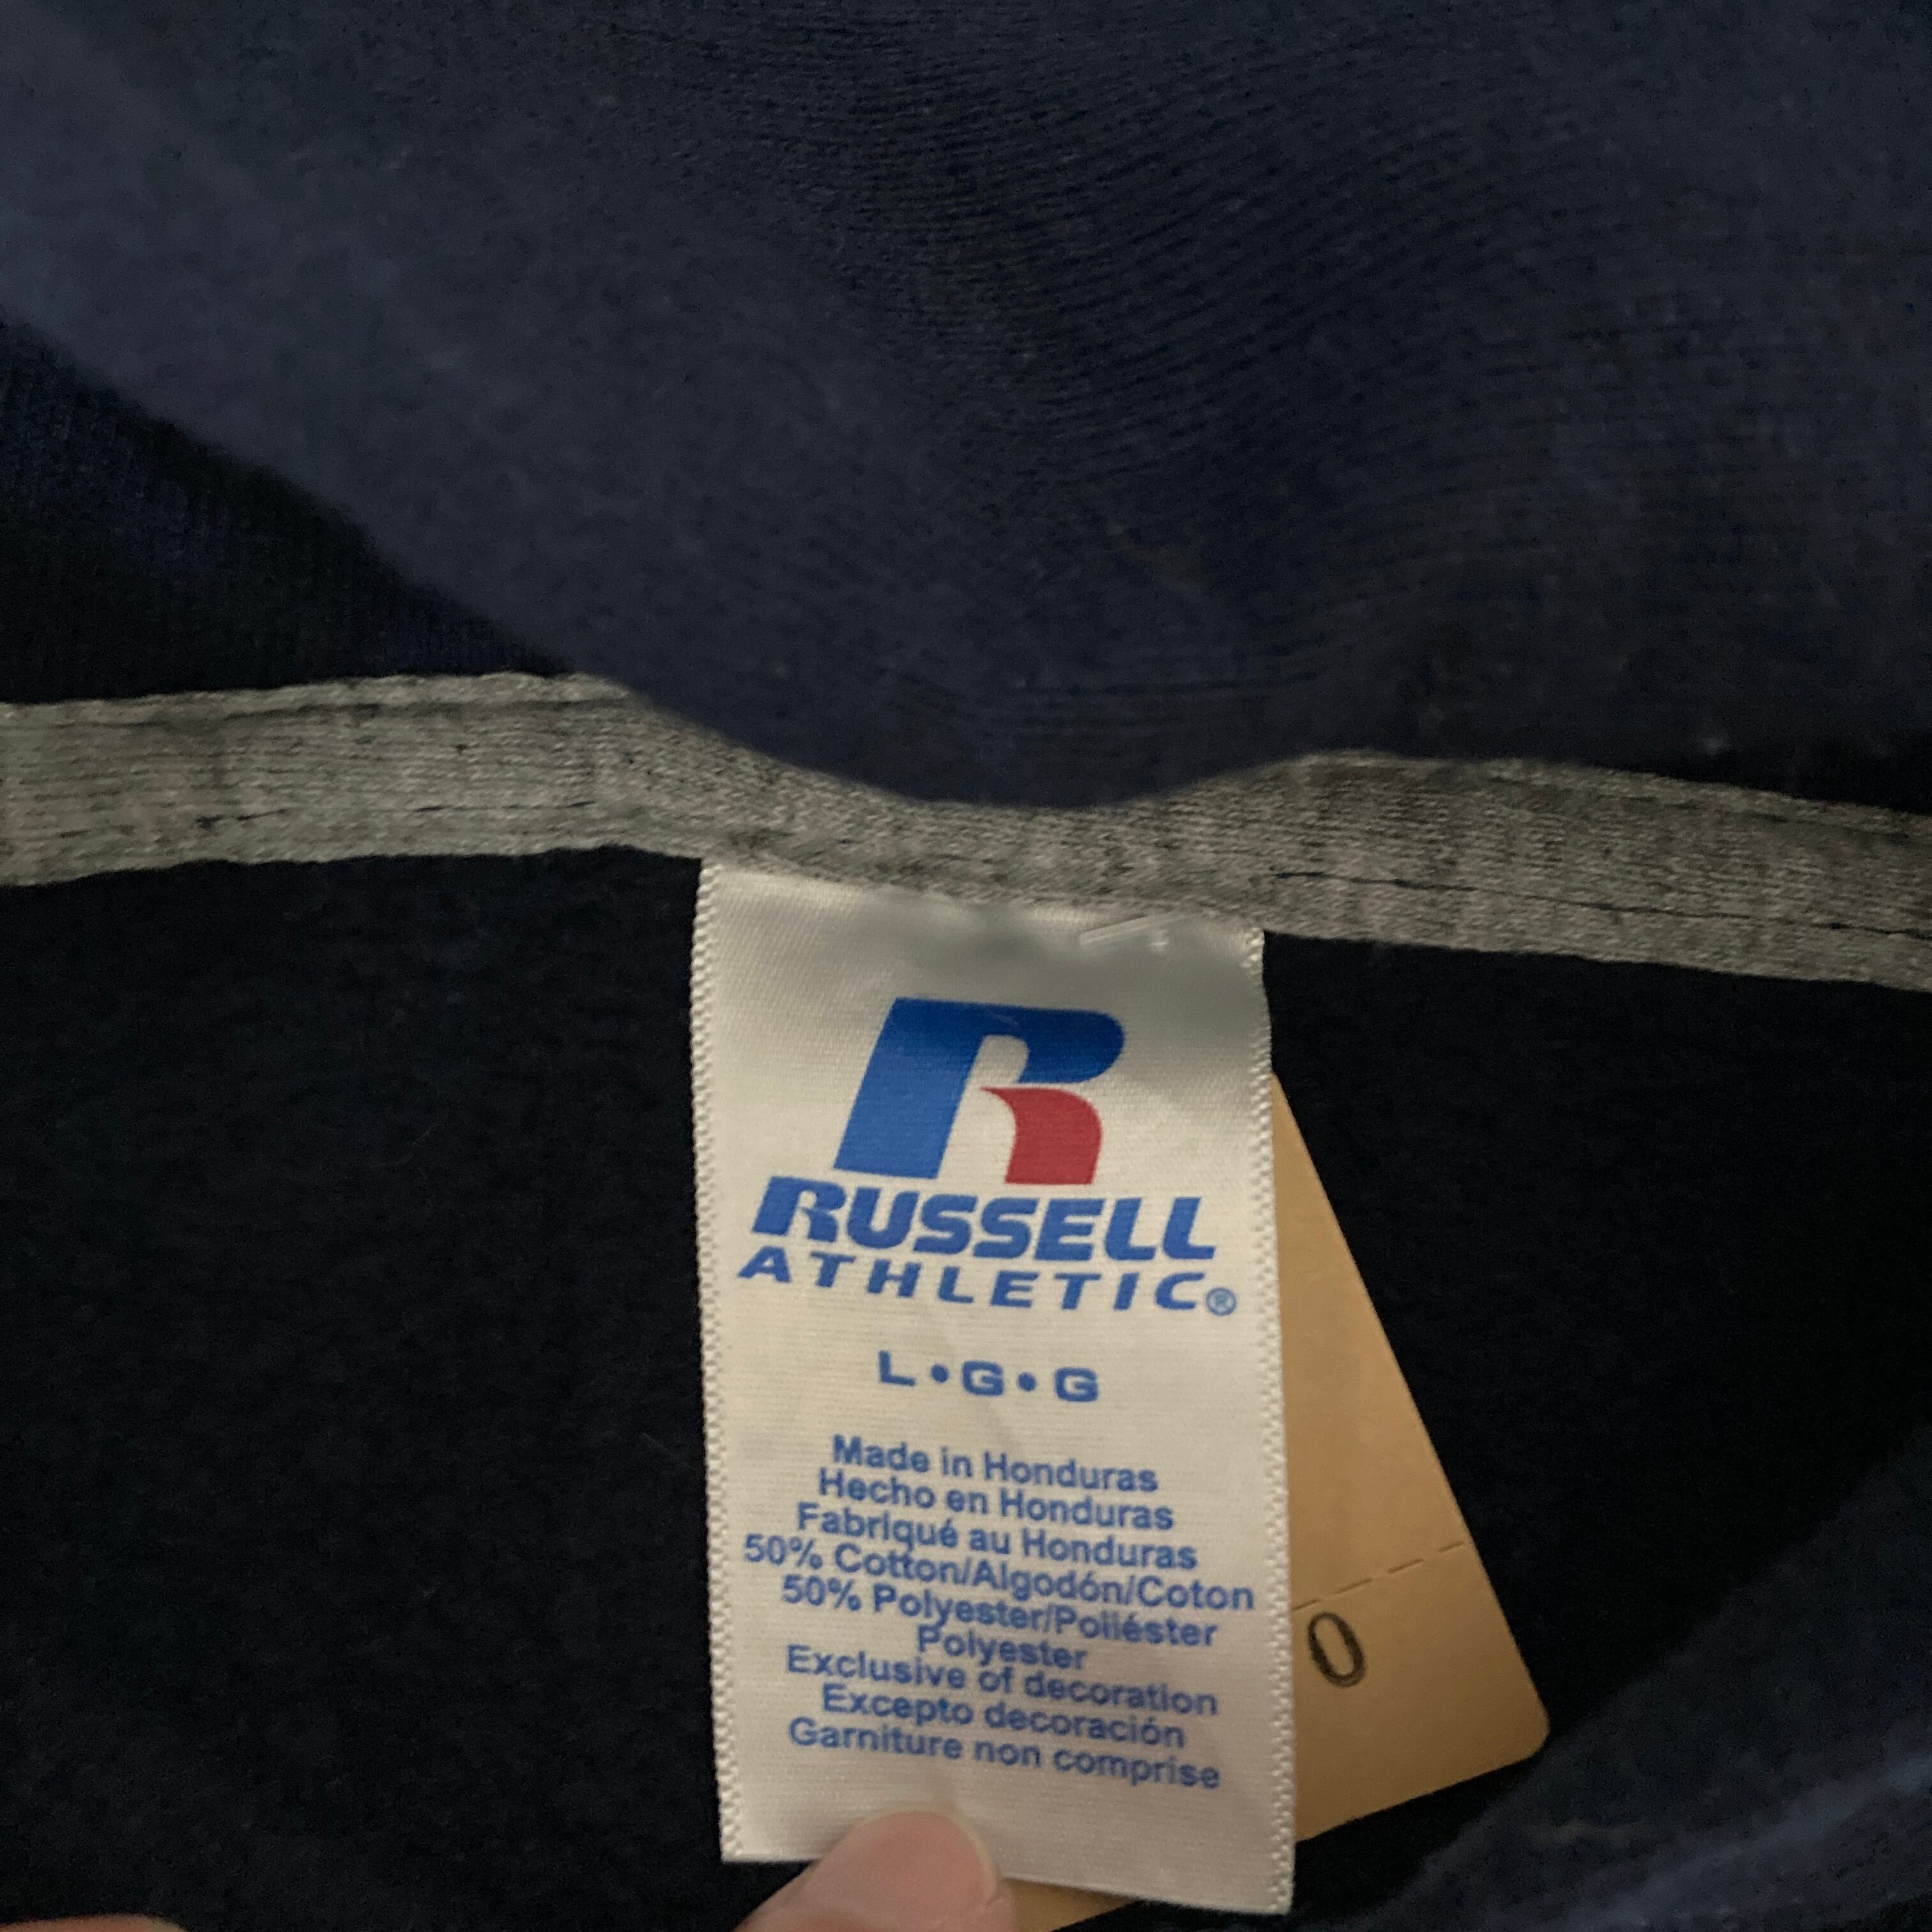 R
RUSSELL
ATHLETIC®
L•G•G
Made in Honduras
Hecho en Honduras
Fabriqué au Honduras
50% Cotton/Algodón/Coton
50% Polyester/Poliéster
Polyester
Exclusive of decoration
Excepto decoración
Garniture non comprise
0